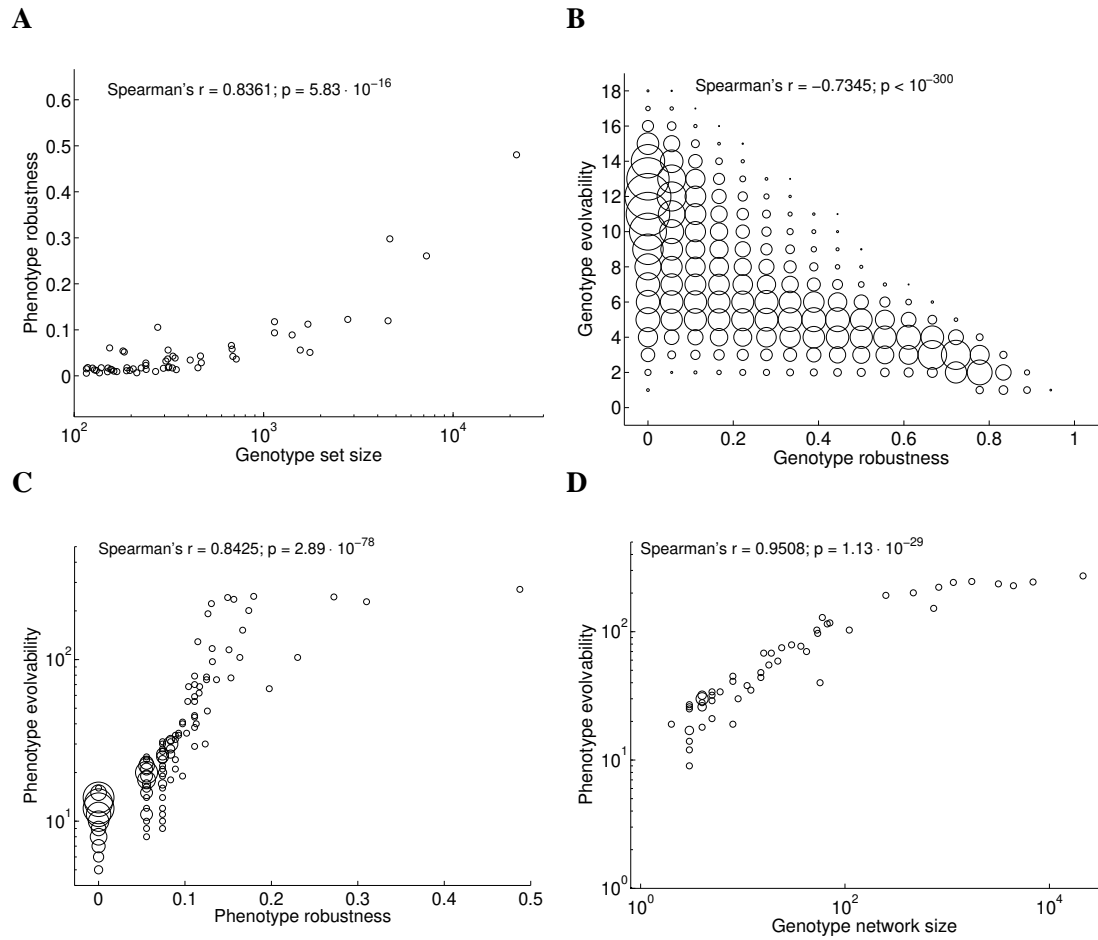 A
Spearman's r = 0.8361; p = 5.83 · 10^−16
0.6
0.5
0.4
0.3
0.2
0.1
0
Phenotype robustness
10^2
10^3
10^4
Genotype set size
B
Spearman's r = −0.7345; p < 10^−300
18
16
14
12
10
8
6
4
2
0
Genotype evolvability
0
0.2
0.4
0.6
0.8
1
Genotype robustness
C
Spearman's r = 0.8425; p = 2.89 · 10^−78
10^2
10^1
Phenotype evolvability
0
0.1
0.2
0.3
0.4
0.5
Phenotype robustness
D
Spearman's r = 0.9508; p = 1.13 · 10^−29
10^2
10^1
10^0
Phenotype evolvability
10^0
10^2
10^4
Genotype network size